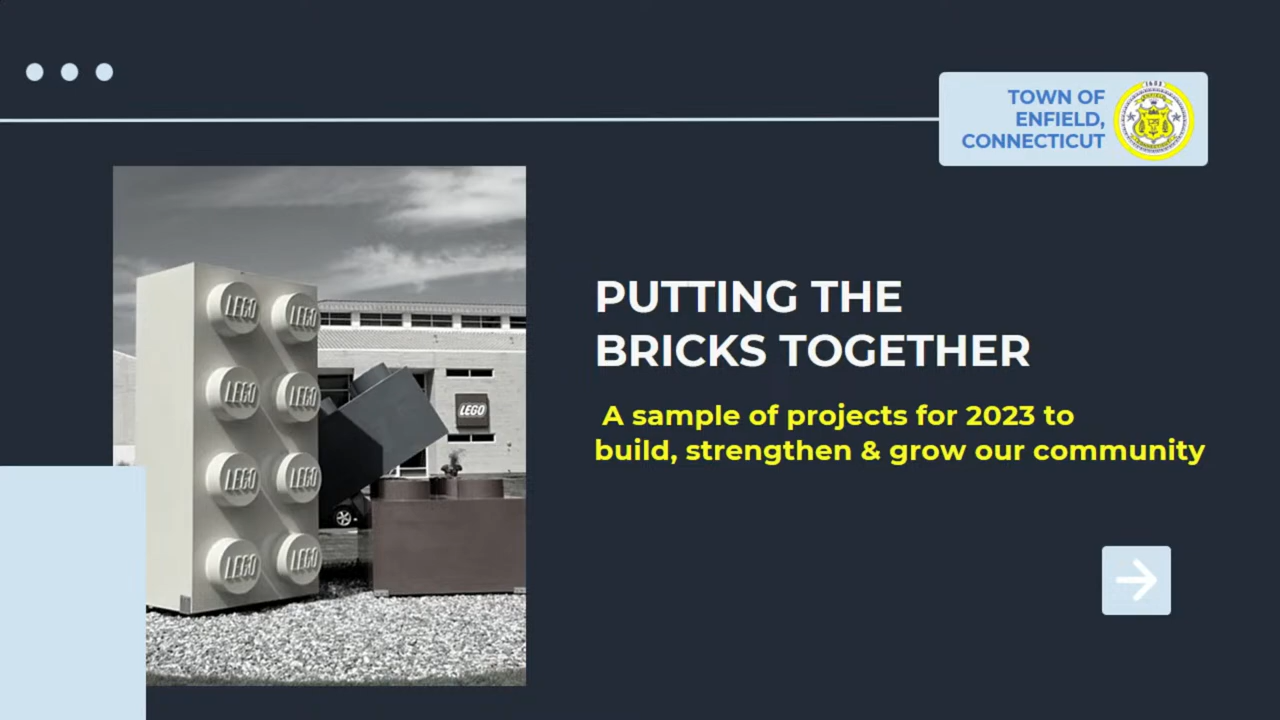 TOWN OF
ENFIELD,
CONNECTICUT
1683
PUTTING THE
BRICKS TOGETHER
A sample of projects for 2023 to
build, strengthen & grow our community
LEGO
LEGO
LEGO
LEGO
LEGO
LEGO
LEGO
LEGO
LEGO